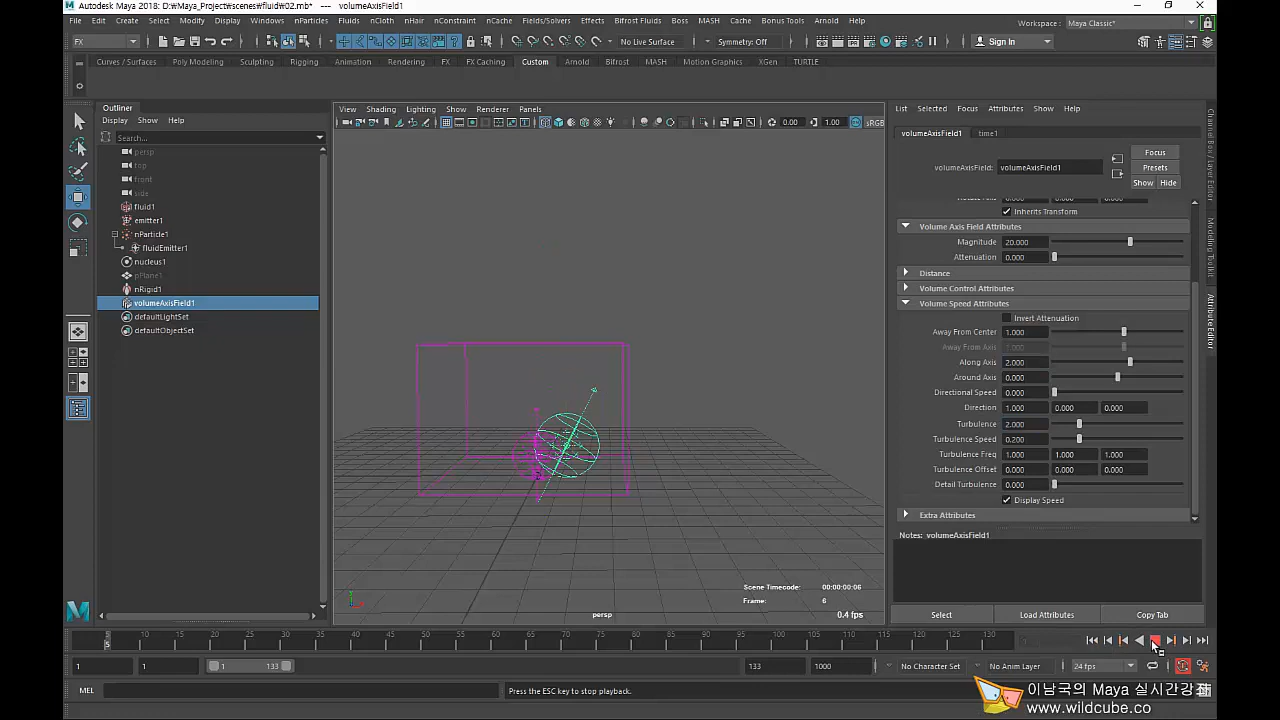 Autodesk Maya 2018: D:₩Maya_Project₩scenes₩fluid₩02.mb* --- volumeAxisField1
File Edit Create Select Modify Display Windows nParticles Fluids nCloth nHair nConstraint nCache Fields/Solvers Effects Bifrost Fluids Boss MASH Cache Bonus Tools Arnold Help Workspace : Maya Classic*
FX No Live Surface Symmetry: Off Sign In
Curves / Surfaces Poly Modeling Sculpting Rigging Animation Rendering FX FX Caching Custom Arnold Bifrost MASH Motion Graphics XGen TURTLE
Outliner
Display Show Help
Search...
persp
top
front
side
fluid1
emitter1
nParticle1
fluidEmitter1
nucleus1
pPlane1
nRigid1
volumeAxisField1
defaultLightSet
defaultObjectSet
View Shading Lighting Show Renderer Panels
0.00 1.00 sRGB
Scene Timecode: 00:00:00:06
Frame: 6
persp 0.4 fps
List Selected Focus Attributes Show Help
volumeAxisField1 time1
volumeAxisField: volumeAxisField1
Focus
Presets
Show Hide
Inherits Transform
Volume Axis Field Attributes
Magnitude 20.000
Attenuation 0.000
Distance
Volume Control Attributes
Volume Speed Attributes
Invert Attenuation
Away From Center 1.000
Away From Axis 1.000
Along Axis 2.000
Around Axis 0.000
Directional Speed 0.000
Direction 1.000 0.000 0.000
Turbulence 2.000
Turbulence Speed 0.200
Turbulence Freq 1.000 1.000 1.000
Turbulence Offset 0.000 0.000 0.000
Detail Turbulence 0.000
Display Speed
Extra Attributes
Notes: volumeAxisField1
Select Load Attributes Copy Tab
Channel Box / Layer Editor
Modeling Toolkit
Attribute Editor
5 10 15 20 25 30 35 40 45 50 55 60 65 70 75 80 85 90 95 100 105 110 115 120 125 130
1 1 1 133 133 1000 No Character Set No Anim Layer 24 fps
MEL Press the ESC key to stop playback.
이남국의 Maya 실시간강좌
www.wildcube.co